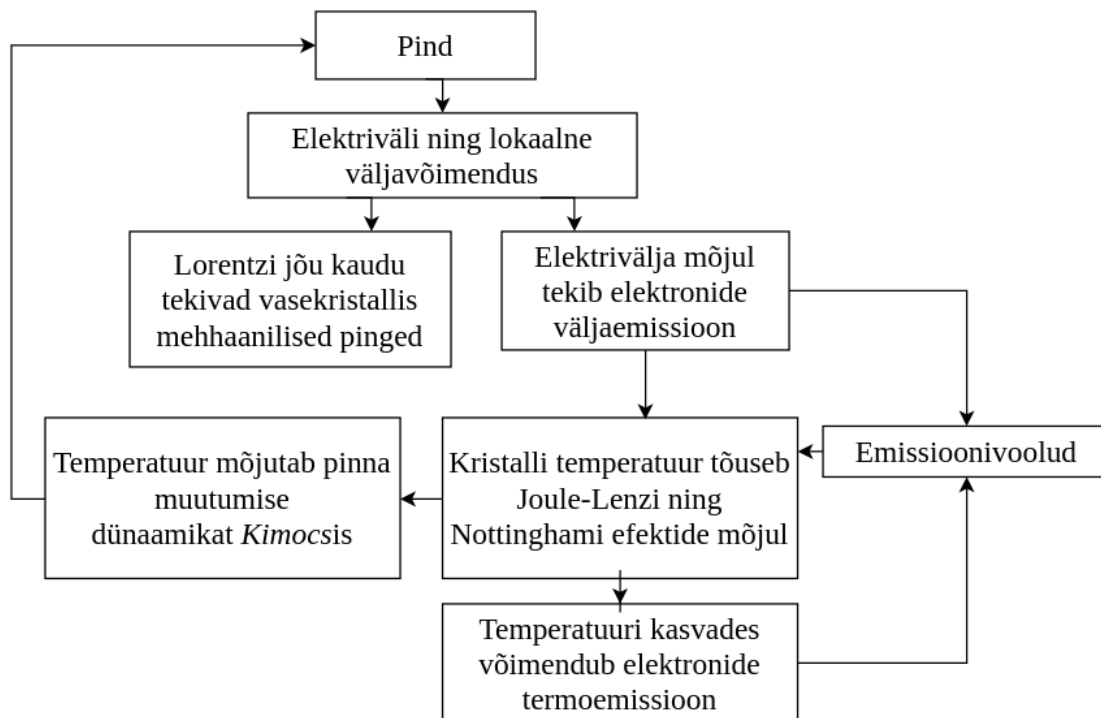 Pind
Elektriväli ning lokaalne
väljavõimendus
Lorentzi jõu kaudu
tekivad vasekristallis
mehhaanilised pinged
Elektrivälja mõjul
tekib elektronide
väljaemissioon
Temperatuur mõjutab pinna
muutumise
dünaamikat Kimocsis
Kristalli temperatuur tõuseb
Joule-Lenzi ning
Nottinghami efektide mõjul
Emissioonivoolud
Temperatuuri kasvades
võimendub elektronide
termoemissioon